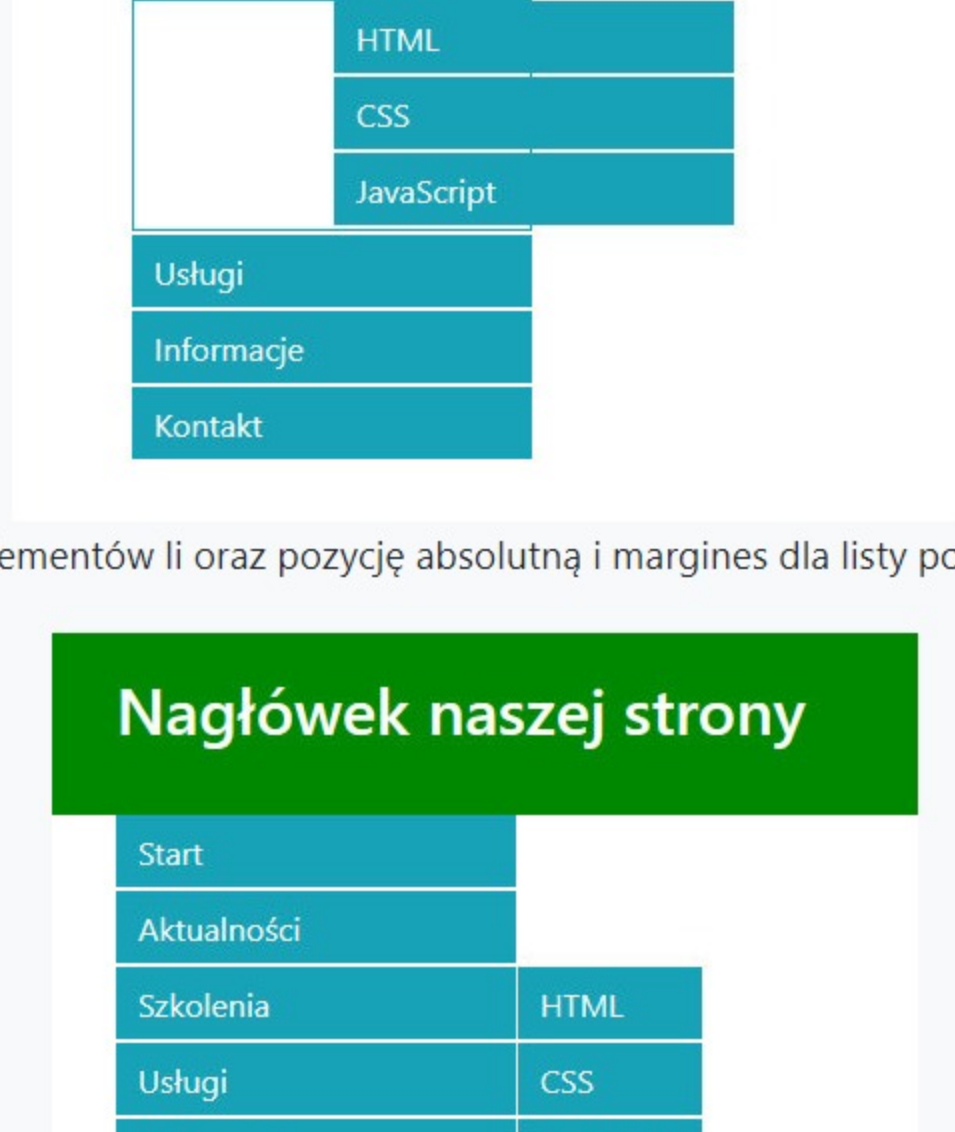 HTML
CSS
JavaScript
Usługi
Informacje
Kontakt
ementów li oraz pozycję absolutną i margines dla listy po
Nagłówek naszej strony
Start
Aktualności
Szkolenia HTML
Usługi CSS